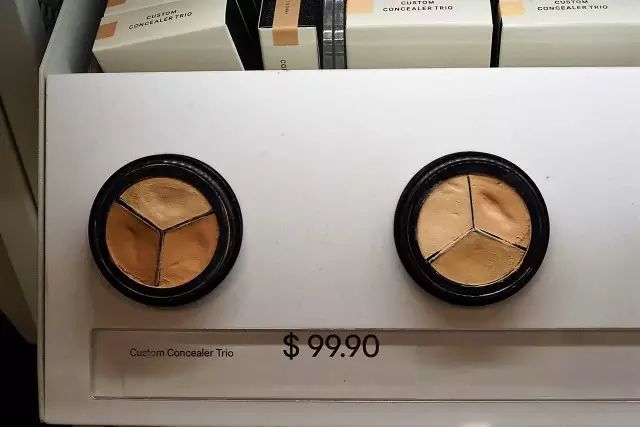 CUSTOM
CONCEALER TRIO
CUSTOM
CONCEALER TRIO
CUSTOM
CONCEALER TRIO
Custom Concealer Trio
$ 99.90